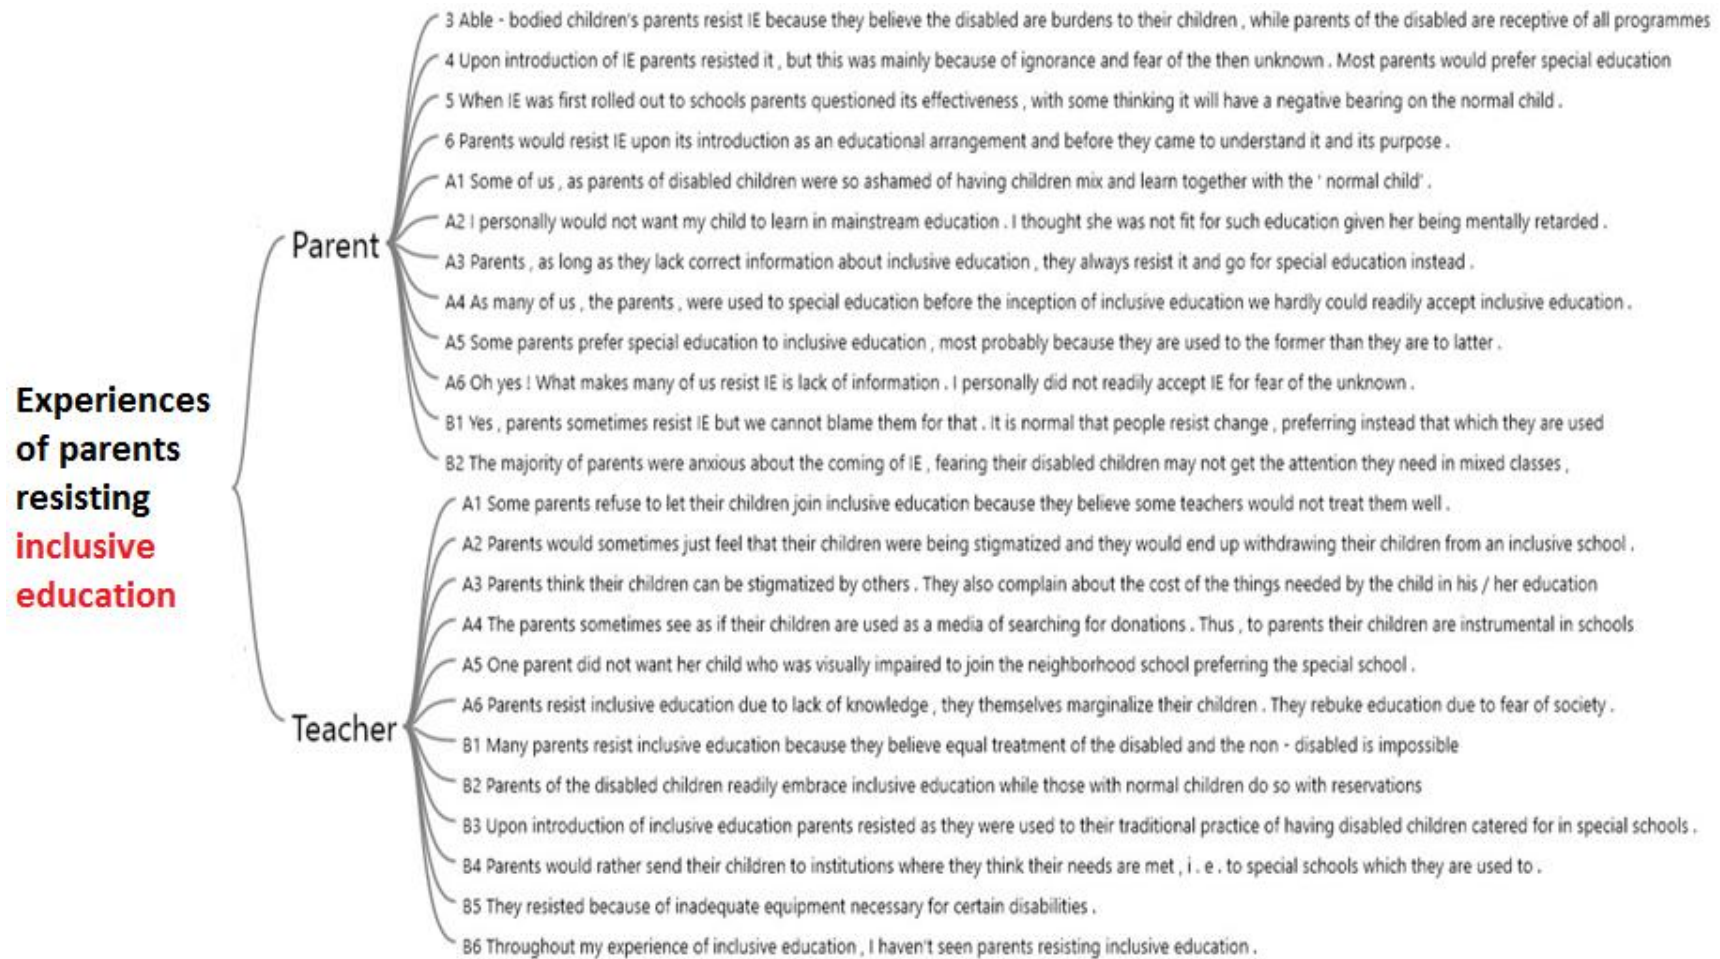 Experiences
of parents
resisting
inclusive
education
Parent
3 Able - bodied children's parents resist IE because they believe the disabled are burdens to their children , while parents of the disabled are receptive of all programmes
4 Upon introduction of IE parents resisted it , but this was mainly because of ignorance and fear of the then unknown . Most parents would prefer special education
5 When IE was first rolled out to schools parents questioned its effectiveness , with some thinking it will have a negative bearing on the normal child .
6 Parents would resist IE upon its introduction as an educational arrangement and before they came to understand it and its purpose .
A1 Some of us , as parents of disabled children were so ashamed of having children mix and learn together with the ' normal child' .
A2 I personally would not want my child to learn in mainstream education . I thought she was not fit for such education given her being mentally retarded .
A3 Parents , as long as they lack correct information about inclusive education , they always resist it and go for special education instead .
A4 As many of us , the parents , were used to special education before the inception of inclusive education we hardly could readily accept inclusive education .
A5 Some parents prefer special education to inclusive education , most probably because they are used to the former than they are to latter .
A6 Oh yes ! What makes many of us resist IE is lack of information . I personally did not readily accept IE for fear of the unknown .
B1 Yes , parents sometimes resist IE but we cannot blame them for that . It is normal that people resist change , preferring instead that which they are used
B2 The majority of parents were anxious about the coming of IE , fearing their disabled children may not get the attention they need in mixed classes ,
Teacher
A1 Some parents refuse to let their children join inclusive education because they believe some teachers would not treat them well .
A2 Parents would sometimes just feel that their children were being stigmatized and they would end up withdrawing their children from an inclusive school .
A3 Parents think their children can be stigmatized by others . They also complain about the cost of the things needed by the child in his / her education
A4 The parents sometimes see as if their children are used as a media of searching for donations . Thus , to parents their children are instrumental in schools
A5 One parent did not want her child who was visually impaired to join the neighborhood school preferring the special school .
A6 Parents resist inclusive education due to lack of knowledge , they themselves marginalize their children . They rebuke education due to fear of society .
B1 Many parents resist inclusive education because they believe equal treatment of the disabled and the non - disabled is impossible
B2 Parents of the disabled children readily embrace inclusive education while those with normal children do so with reservations
B3 Upon introduction of inclusive education parents resisted as they were used to their traditional practice of having disabled children catered for in special schools .
B4 Parents would rather send their children to institutions where they think their needs are met , i . e . to special schools which they are used to .
B5 They resisted because of inadequate equipment necessary for certain disabilities .
B6 Throughout my experience of inclusive education , I haven't seen parents resisting inclusive education .